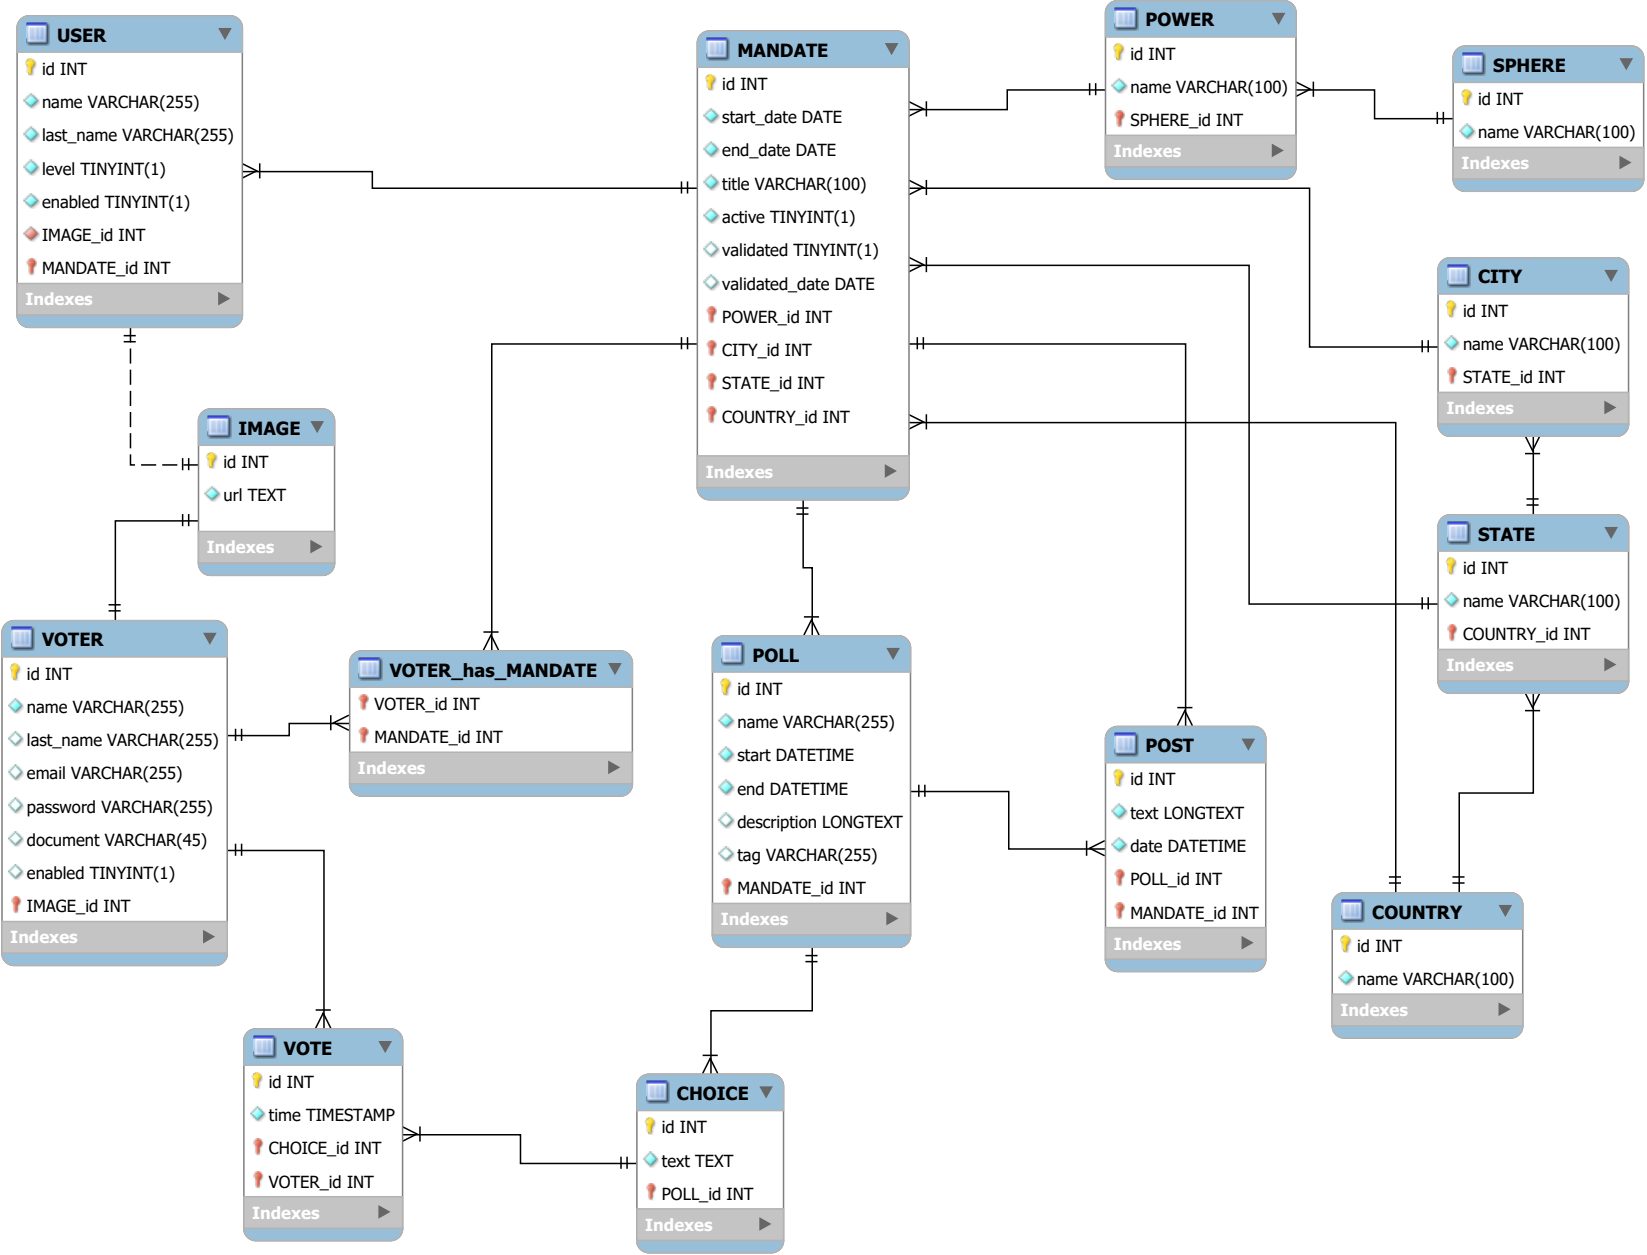 USER
id INT
name VARCHAR(255)
last_name VARCHAR(255)
level TINYINT(1)
enabled TINYINT(1)
IMAGE_id INT
MANDATE_id INT
Indexes
MANDATE
id INT
start_date DATE
end_date DATE
title VARCHAR(100)
active TINYINT(1)
validated TINYINT(1)
validated_date DATE
POWER_id INT
CITY_id INT
STATE_id INT
COUNTRY_id INT
Indexes
POWER
id INT
name VARCHAR(100)
SPHERE_id INT
Indexes
SPHERE
id INT
name VARCHAR(100)
Indexes
CITY
id INT
name VARCHAR(100)
STATE_id INT
Indexes
IMAGE
id INT
url TEXT
Indexes
STATE
id INT
name VARCHAR(100)
COUNTRY_id INT
Indexes
VOTER
id INT
name VARCHAR(255)
last_name VARCHAR(255)
email VARCHAR(255)
password VARCHAR(255)
document VARCHAR(45)
enabled TINYINT(1)
IMAGE_id INT
Indexes
VOTER_has_MANDATE
VOTER_id INT
MANDATE_id INT
Indexes
POLL
id INT
name VARCHAR(255)
start DATETIME
end DATETIME
description LONGTEXT
tag VARCHAR(255)
MANDATE_id INT
Indexes
POST
id INT
text LONGTEXT
date DATETIME
POLL_id INT
MANDATE_id INT
Indexes
COUNTRY
id INT
name VARCHAR(100)
Indexes
VOTE
id INT
time TIMESTAMP
CHOICE_id INT
VOTER_id INT
Indexes
CHOICE
id INT
text TEXT
POLL_id INT
Indexes